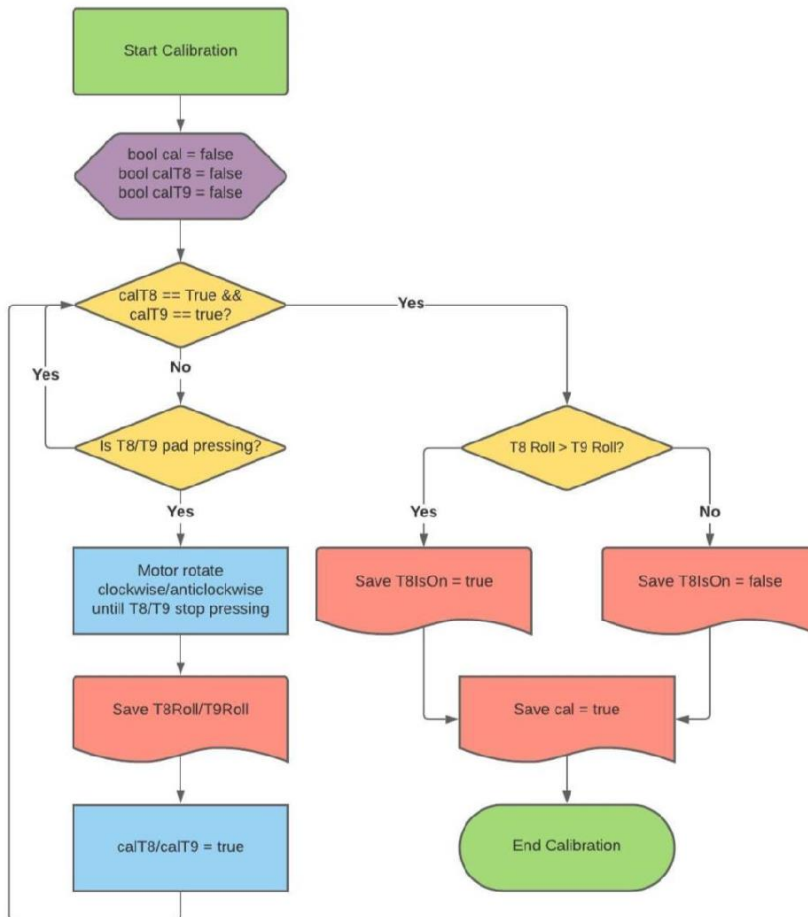 Start Calibration
bool cal = false
bool calT8 = false
bool calT9 = false
calT8 == True &&
calT9 == true?
Yes
Yes
No
Is T8/T9 pad pressing?
T8 Roll > T9 Roll?
Yes
Yes
No
Motor rotate
clockwise/anticlockwise
untill T8/T9 stop pressing
Save T8IsOn = true
Save T8IsOn = false
Save T8Roll/T9Roll
Save cal = true
calT8/calT9 = true
End Calibration